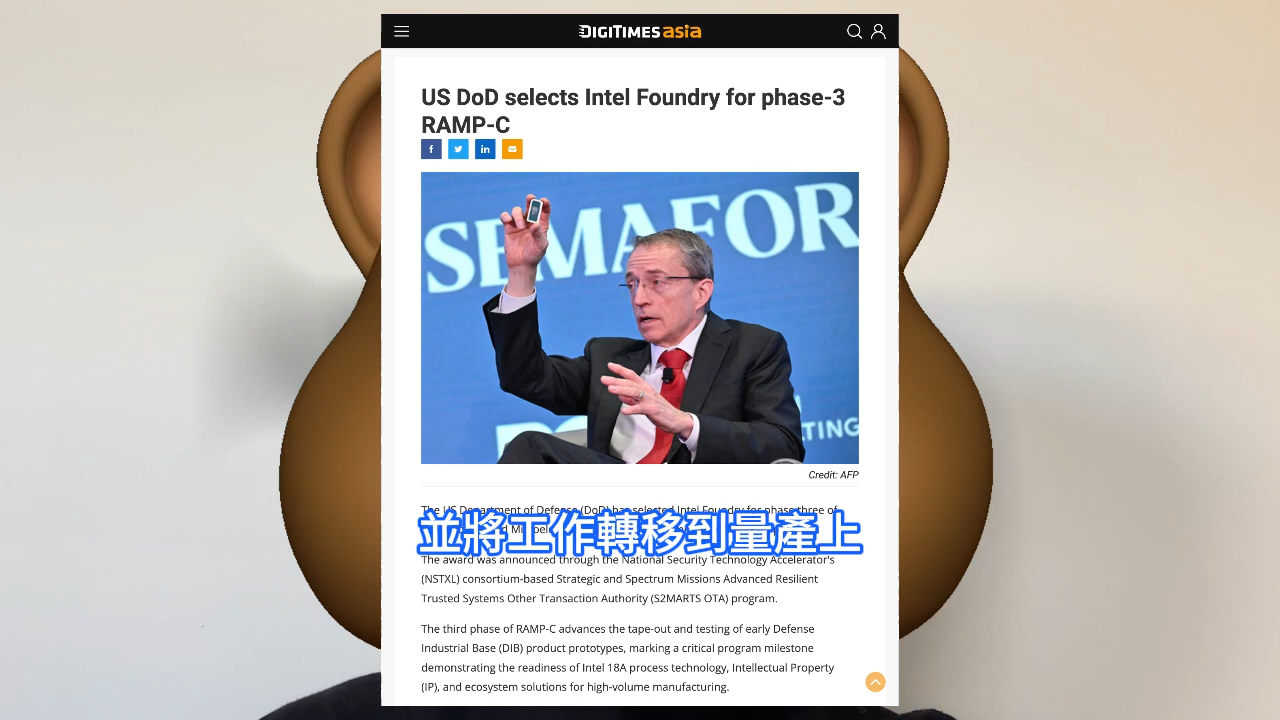 DIGITIMES asia
US DoD selects Intel Foundry for phase-3
RAMP-C
SEMAFOR
TING
Credit: AFP
The US Department of Defense (DoD) has selected Intel Foundry for phase three of
並將工作轉移到量產上
The award was announced through the National Security Technology Accelerator's
(NSTXL) consortium-based Strategic and Spectrum Missions Advanced Resilient
Trusted Systems Other Transaction Authority (S2MARTS OTA) program.
The third phase of RAMP-C advances the tape-out and testing of early Defense
Industrial Base (DIB) product prototypes, marking a critical program milestone
demonstrating the readiness of Intel 18A process technology, Intellectual Property
(IP), and ecosystem solutions for high-volume manufacturing.